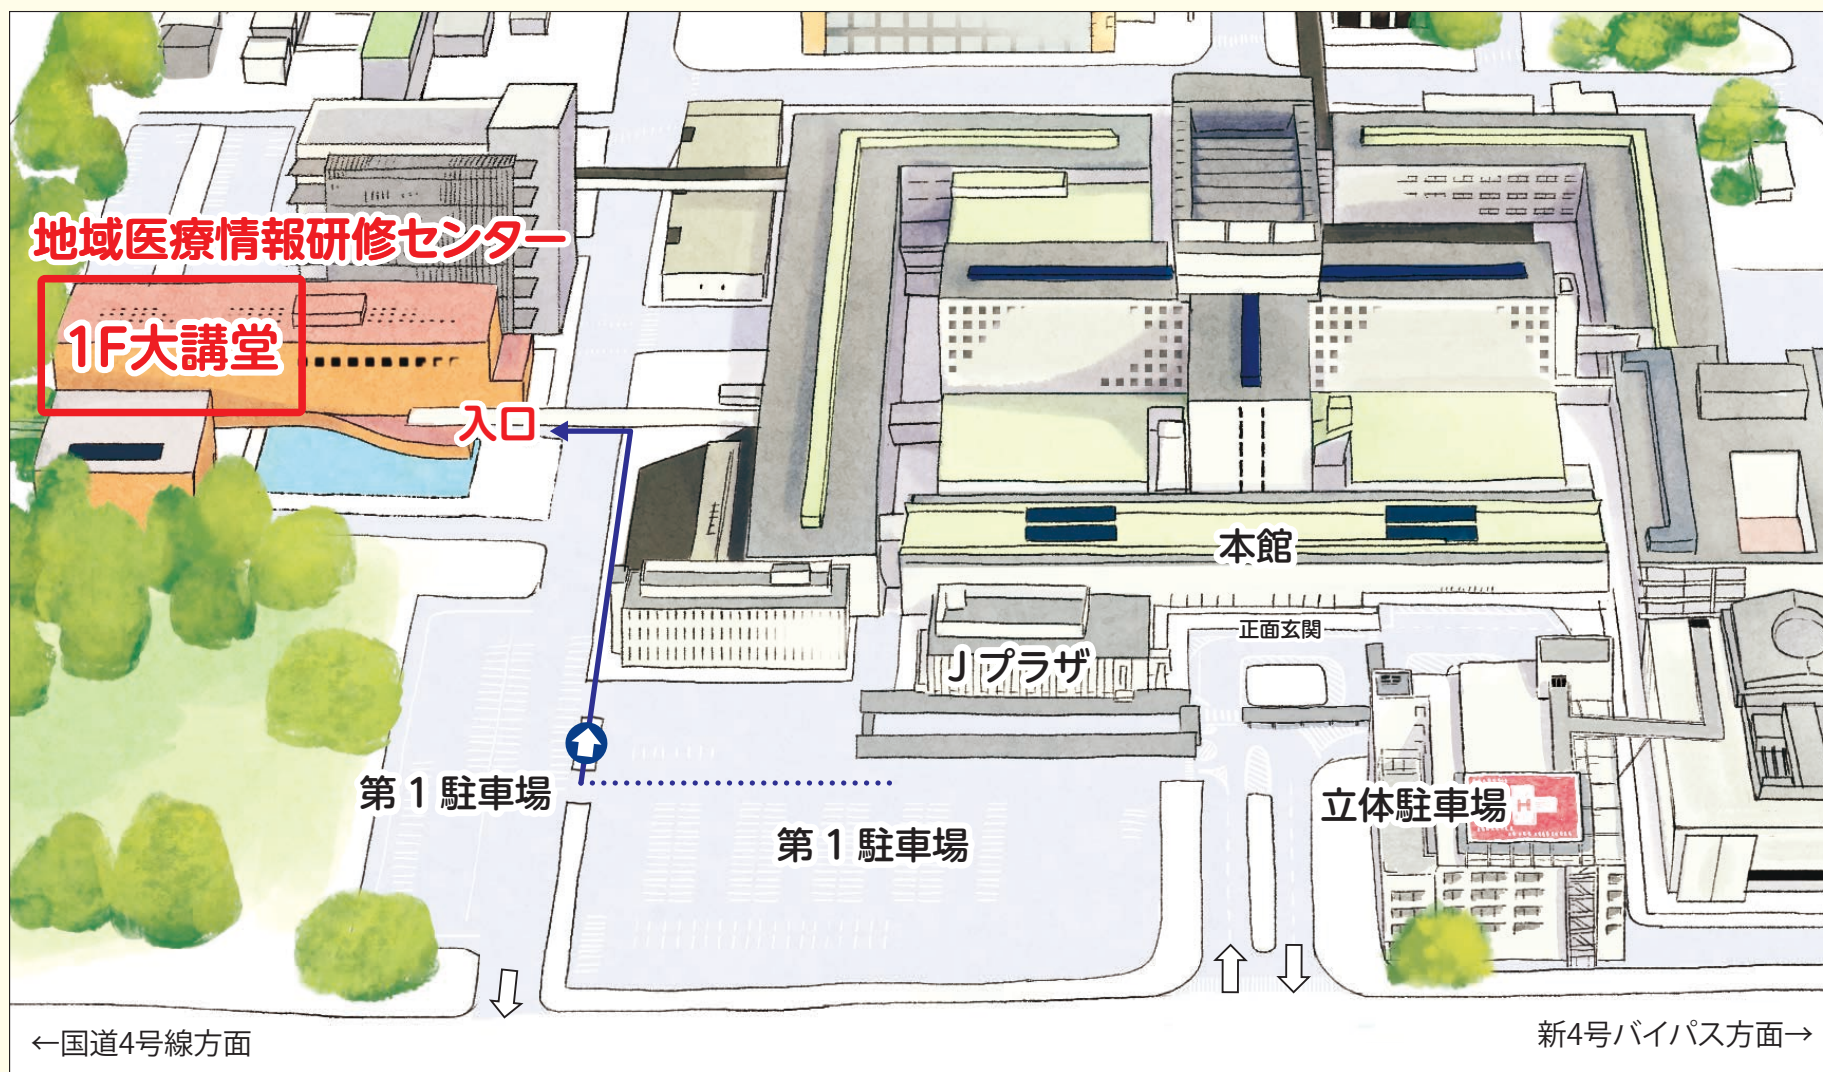 地域医療情報研修センター
1F大講堂
入口
本館
正面玄関
Jプラザ
第1駐車場
第1駐車場
立体駐車場
H
←国道4号線方面
新4号バイパス方面→